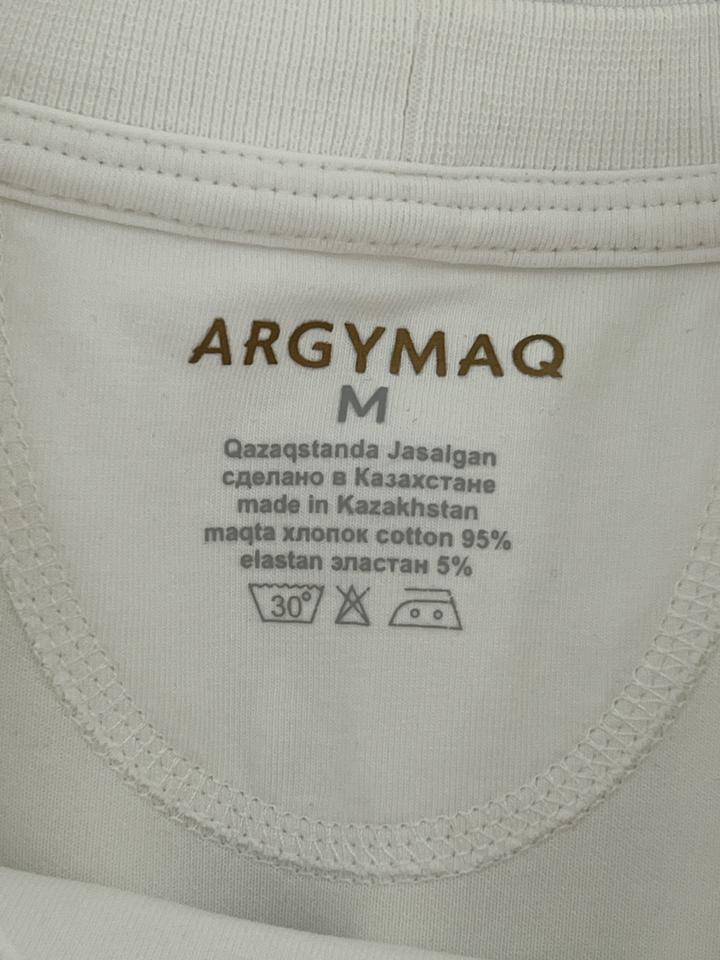 ARGYMAQ
M
Qazaqstanda Jasalgan
сделано в Казахстане
made in Kazakhstan
maqta хлопок cotton 95%
elastan эластан 5%
30°